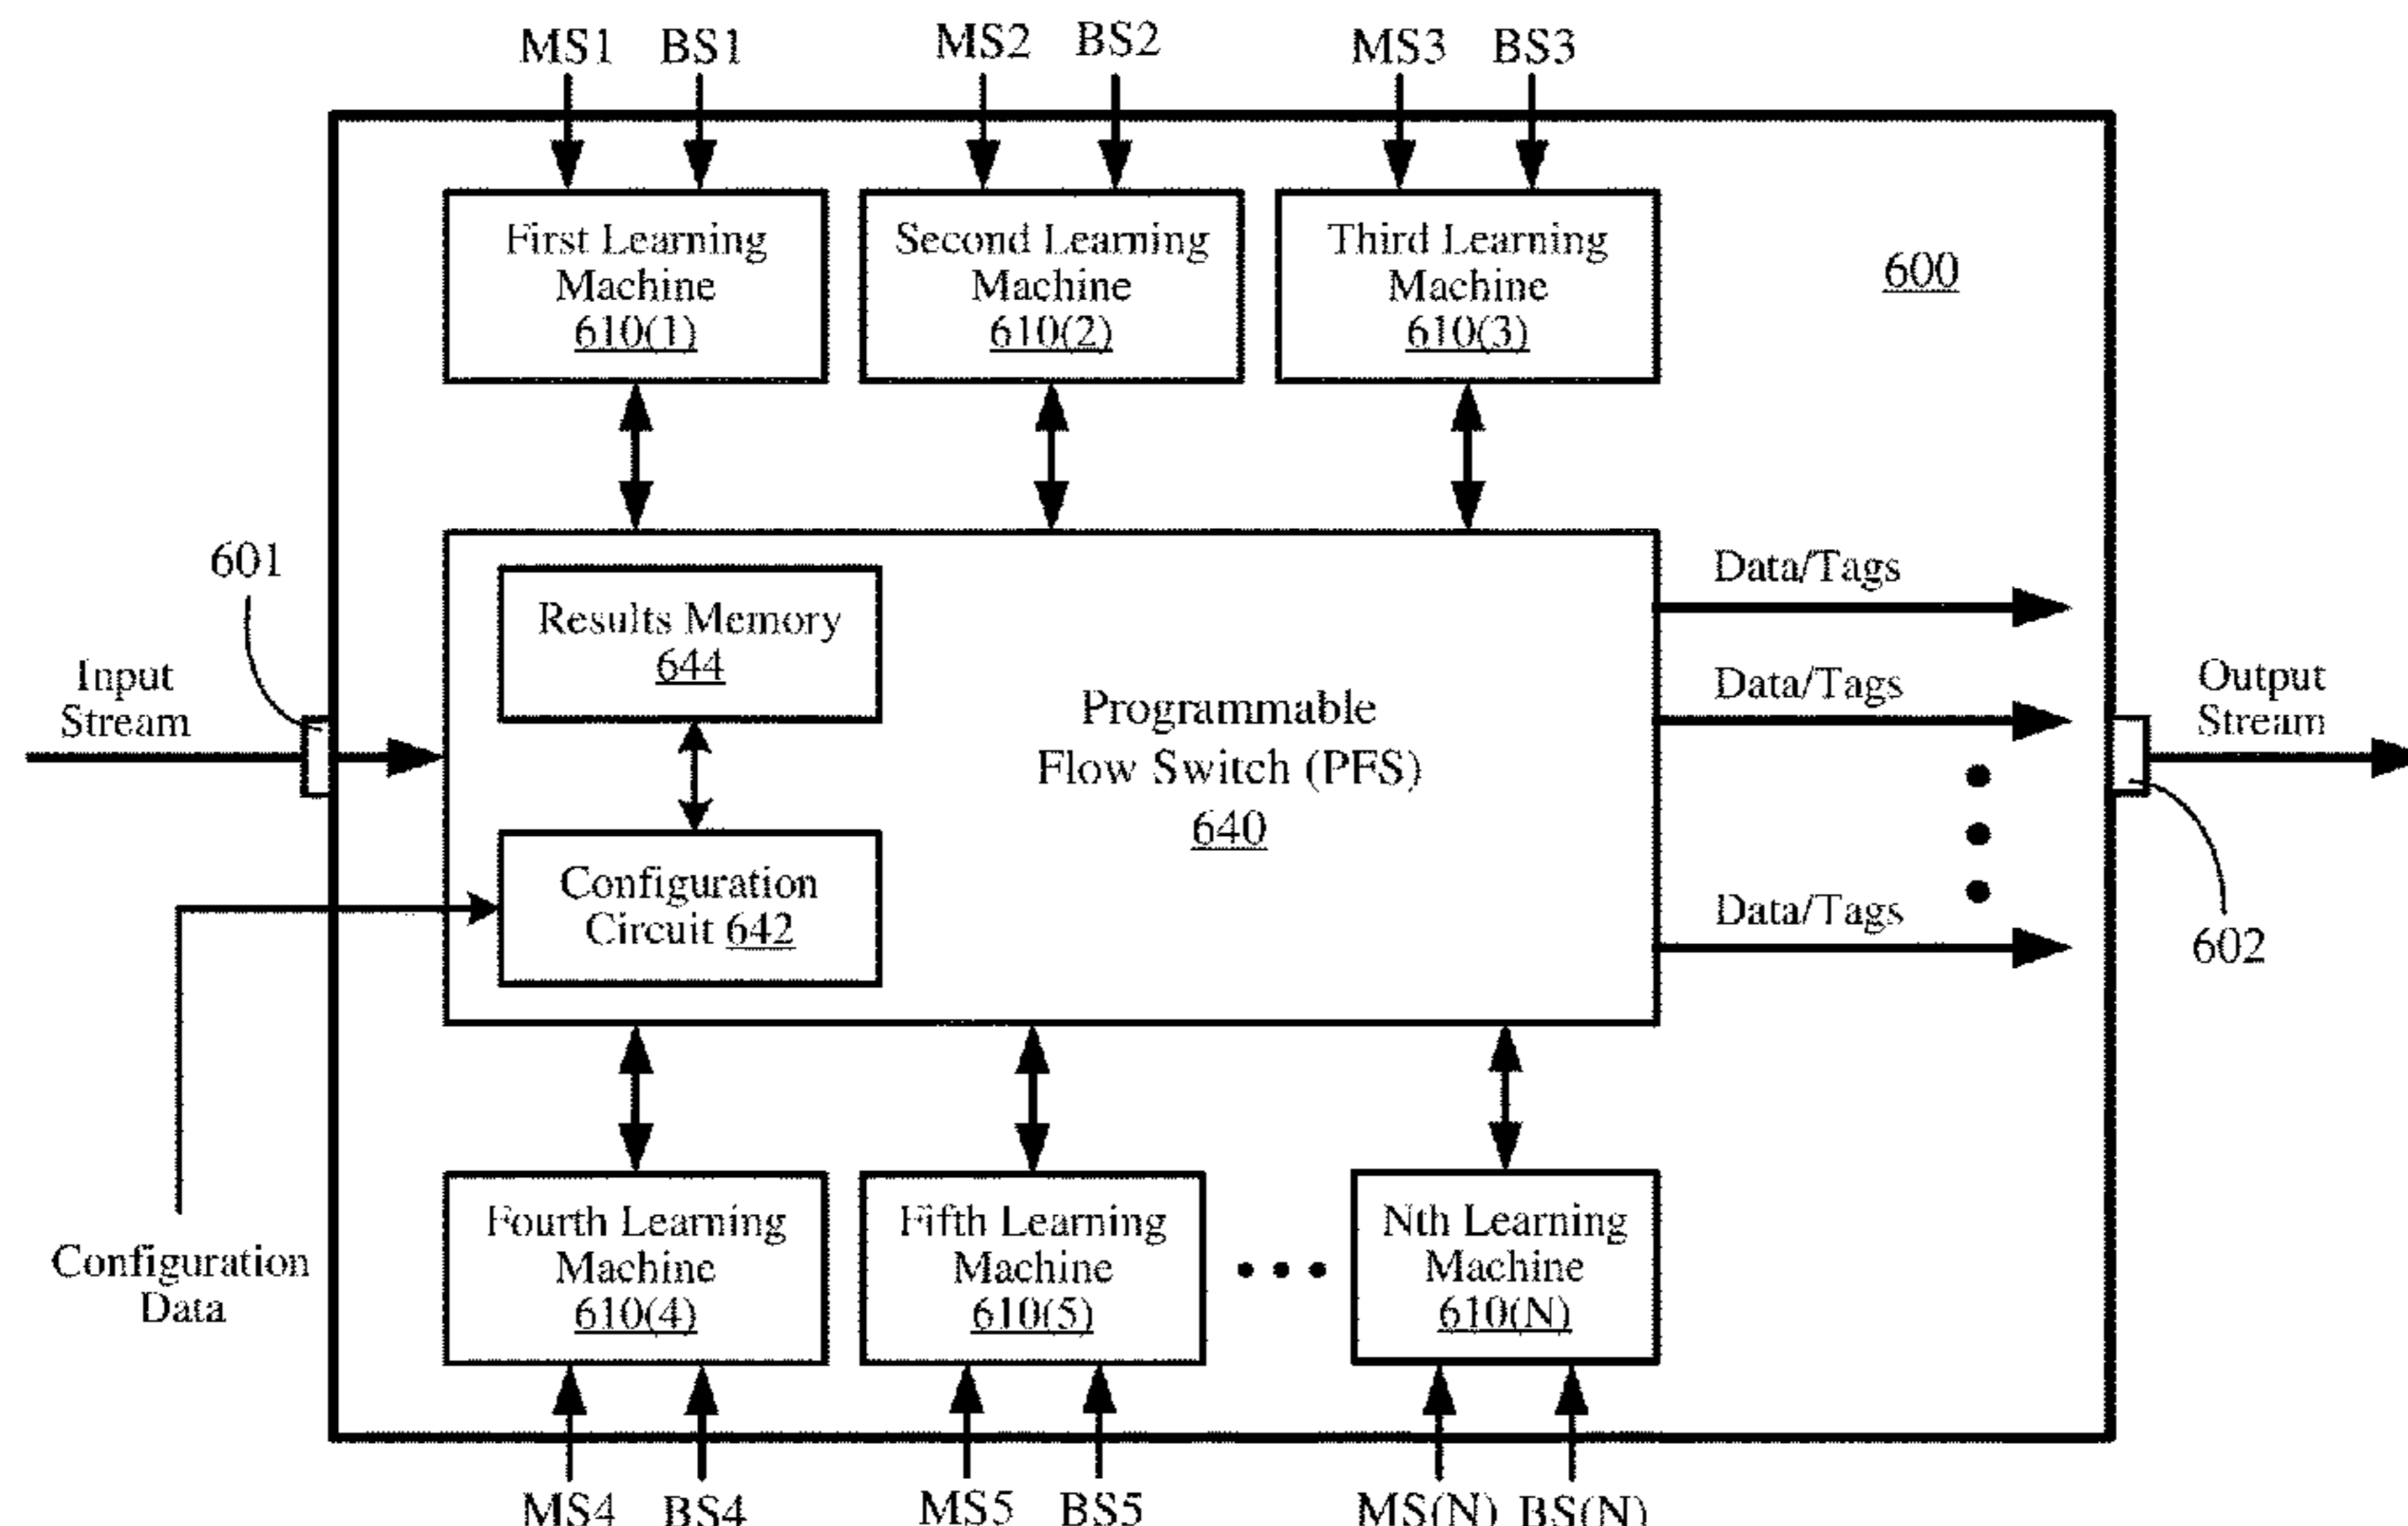 MS1 BS1 MS2 BS2 MS3 BS3
First Learning
Machine
610(1)
Second Learning
Machine
610(2)
Third Learning
Machine
610(3)
600
601
Input
Stream
Results Memory
644
Configuration
Circuit 642
Programmable
Flow Switch (PFS)
640
Data/Tags
Data/Tags
Data/Tags
Output
Stream
602
Configuration
Data
Fourth Learning
Machine
610(4)
Fifth Learning
Machine
610(5)
Nth Learning
Machine
610(N)
MS4 BS4 MS5 BS5 MS(N) BS(N)